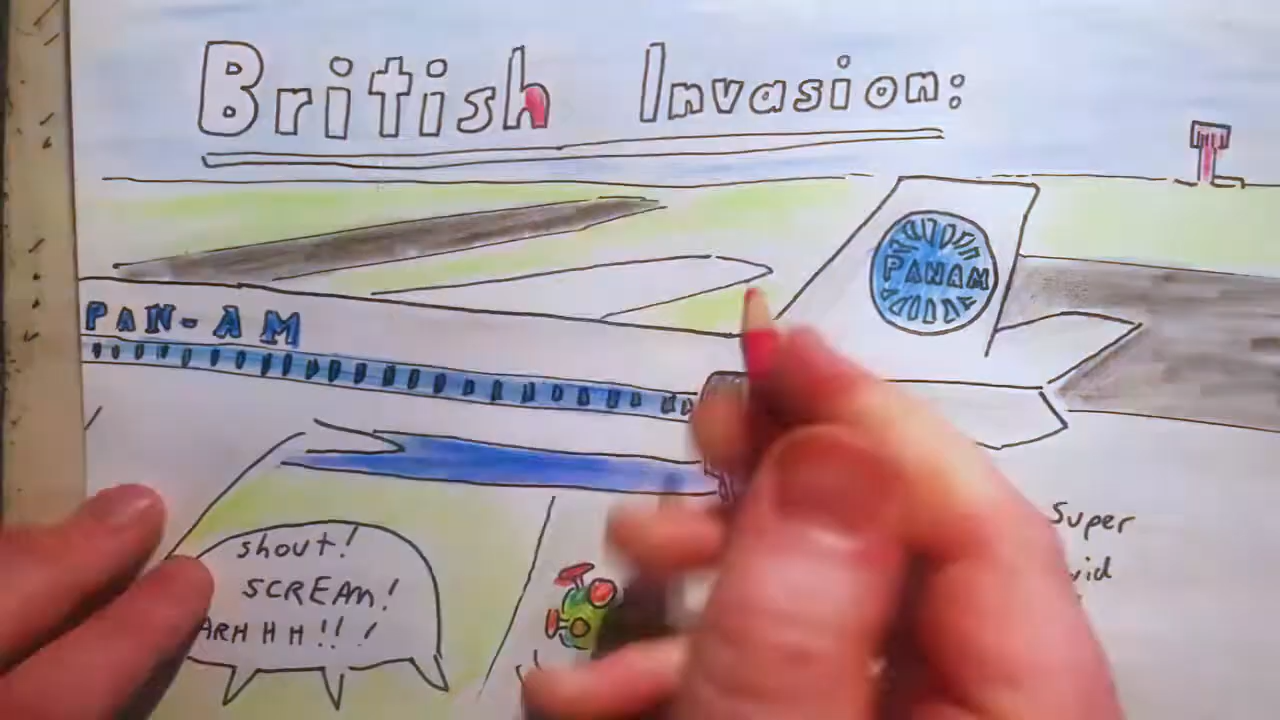 British Invasion:
PANAM
PAN-AM
Super
shout!
SCREAM!
ARHHH!!!